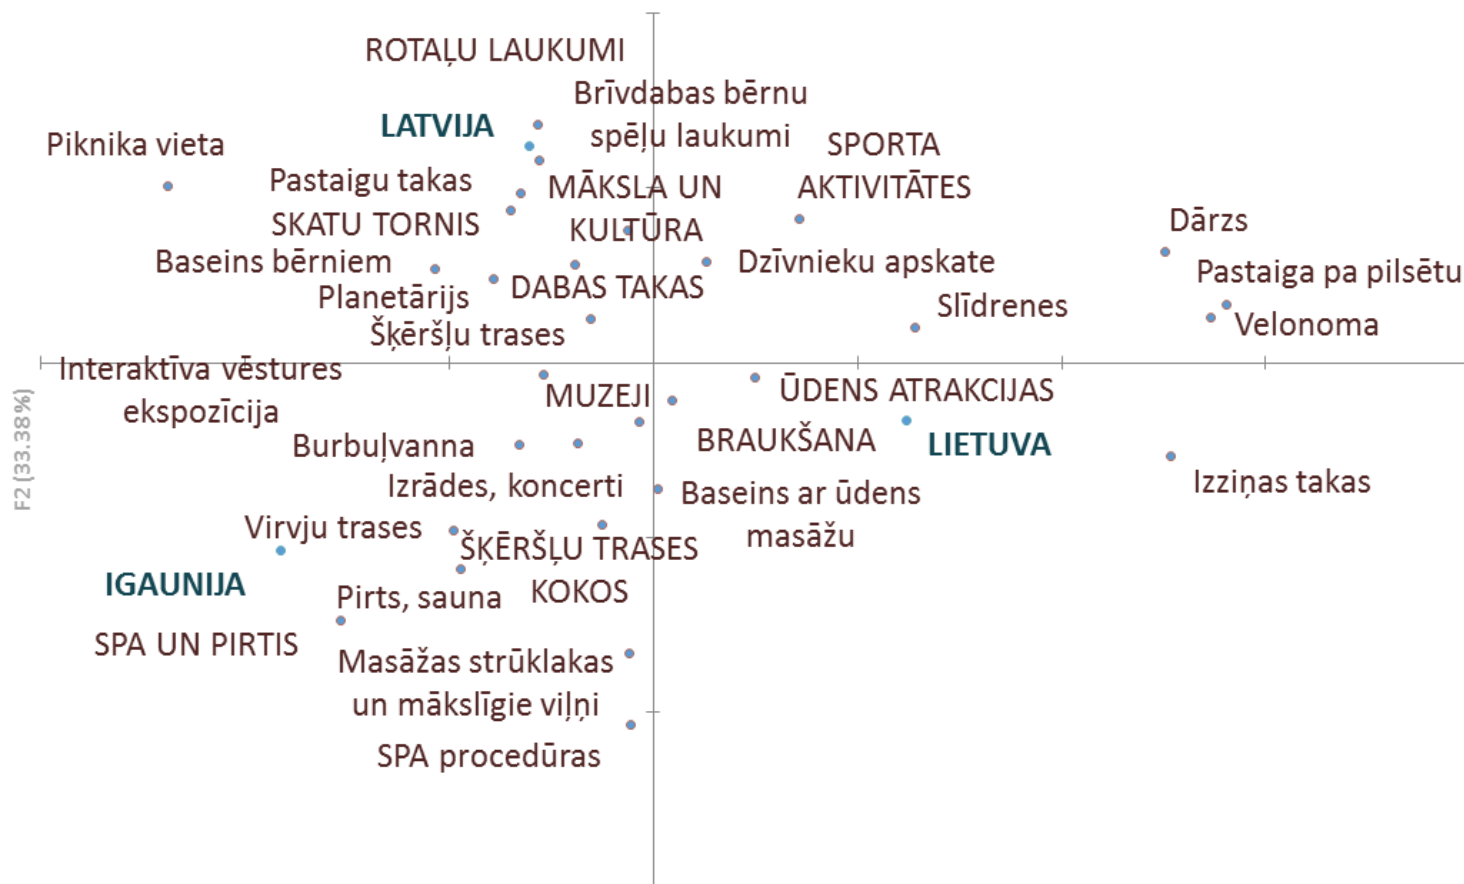 ROTAĻU LAUKUMI
Brīvdabas bērnu
spēļu laukumi
LATVIJA
Piknika vieta
SPORTA
AKTIVITĀTES
Pastaigu takas
MĀKSLA UN
KULTŪRA
SKATU TORNIS
Dārzs
Baseins bērniem
Dzīvnieku apskate
Pastaiga pa pilsētu
Planetārijs
DABAS TAKAS
Slīdrenes
Velonoma
Šķēršļu trases
Interaktīva vēstures
ekspozīcija
MUZEJI
ŪDENS ATRAKCIJAS
F2 (33.38%)
Burbuļvanna
BRAUKŠANA
LIETUVA
Izrādes, koncerti
Baseins ar ūdens
masāžu
Izziņas takas
Virvju trases
ŠĶĒRŠĻU TRASES
KOKOS
IGAUNIJA
Pirts, sauna
SPA UN PIRTIS
Masāžas strūklakas
un mākslīgie viļņi
SPA procedūras